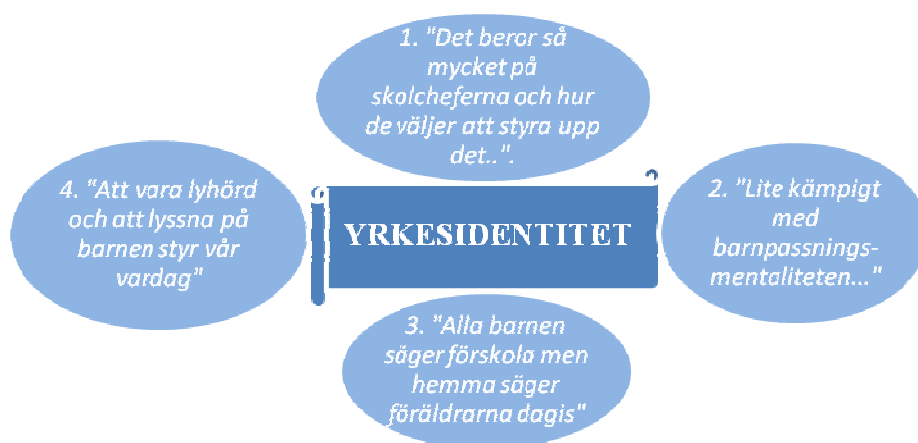 1. "Det beror så
mycket på
skolcheferna och hur
de väljer att styra upp
det..".
4. "Att vara lyhörd
och att lyssna på
barnen styr vår
vardag"
YRKESIDENTITET
2. "Lite kämpigt
med
barnpassnings-
mentaliteten..."
3. "Alla barnen
säger förskola men
hemma säger
föräldrarna dagis"